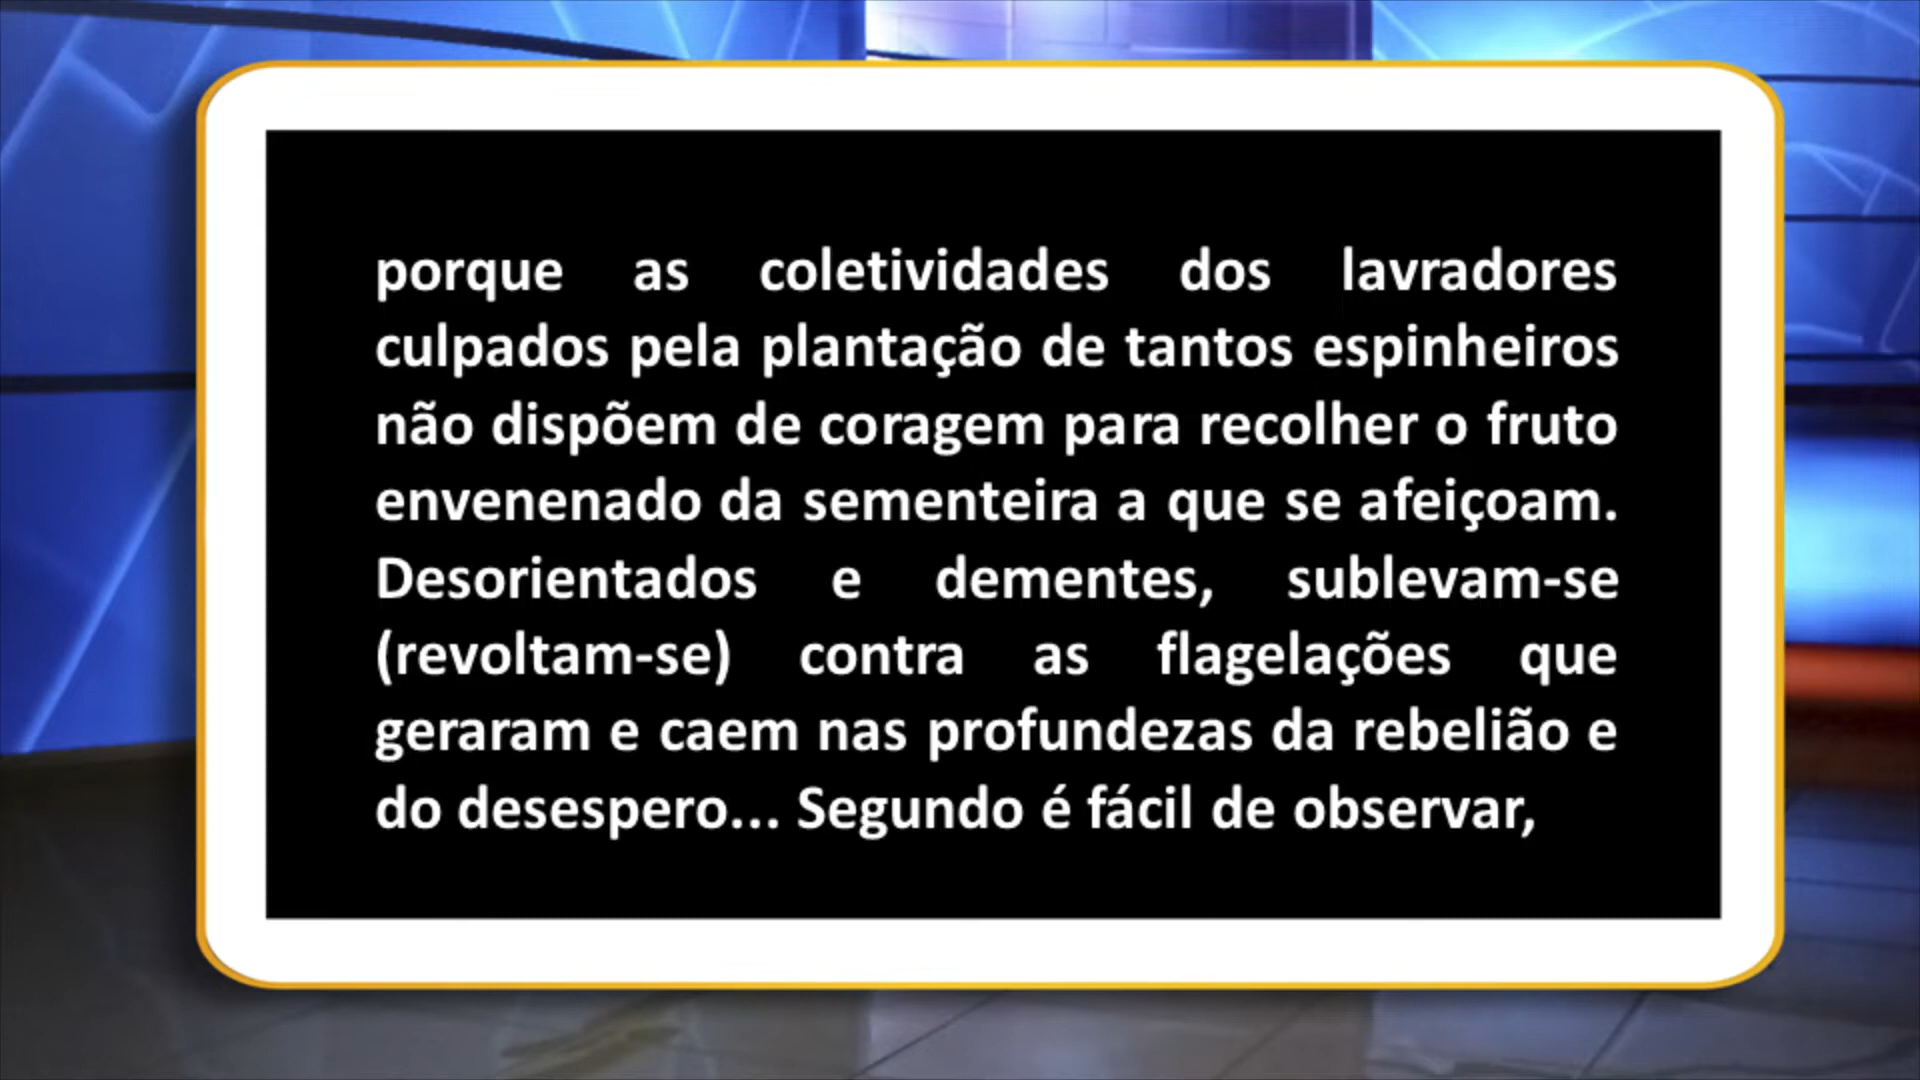 porque as coletividades dos lavradores
culpados pela plantação de tantos espinheiros
não dispõem de coragem para recolher o fruto
envenenado da sementeira a que se afeiçoam.
Desorientados e dementes, sublevam-se
(revoltam-se) contra as flagelações que
geraram e caem nas profundezas da rebelião e
do desespero... Segundo é fácil de observar,